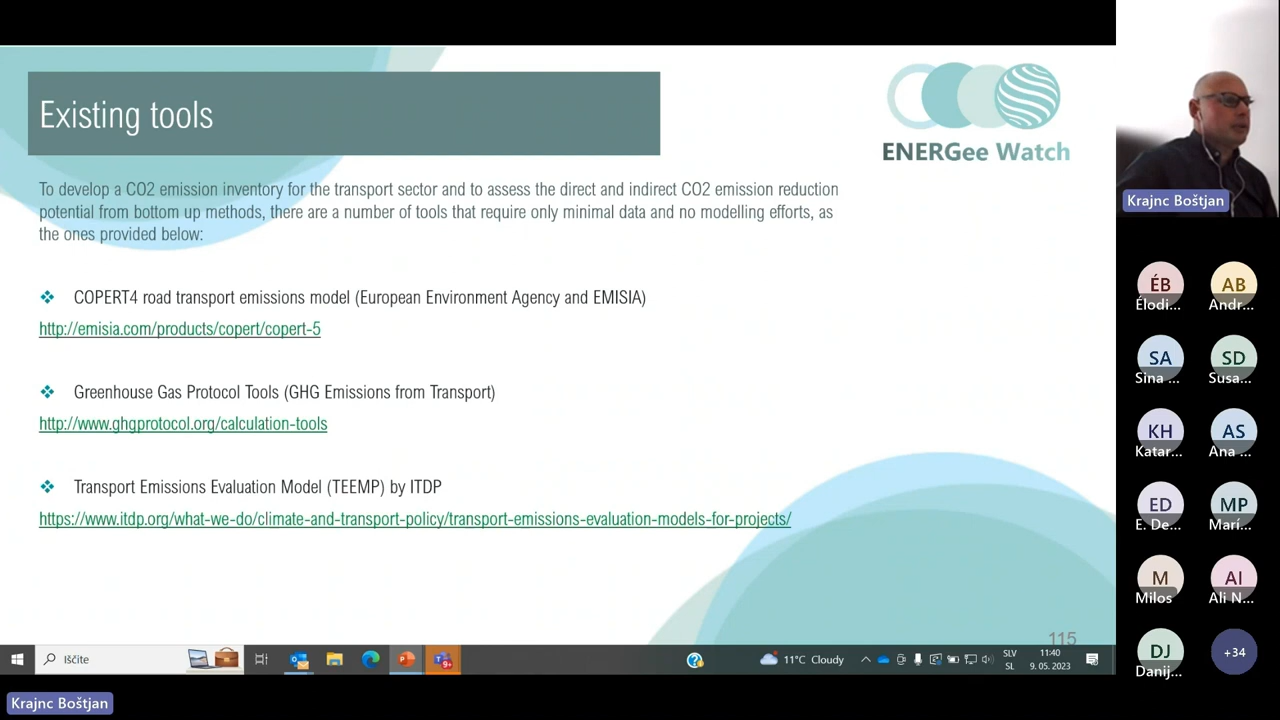 Existing tools
ENERGee Watch
To develop a CO2 emission inventory for the transport sector and to assess the direct and indirect CO2 emission reduction
potential from bottom up methods, there are a number of tools that require only minimal data and no modelling efforts, as
the ones provided below:
COPERT4 road transport emissions model (European Environment Agency and EMISIA)
http://emisia.com/products/copert/copert-5
Greenhouse Gas Protocol Tools (GHG Emissions from Transport)
http://www.ghgprotocol.org/calculation-tools
Transport Emissions Evaluation Model (TEEMP) by ITDP
https://www.itdp.org/what-we-do/climate-and-transport-policy/transport-emissions-evaluation-models-for-projects/
115
Iščite
9+
11°C Cloudy
SLV
SL
11:40
9. 05. 2023
Krajnc Boštjan
Krajnc Boštjan
ÉB
Élodi...
AB
Andr...
SA
Sina ...
SD
Susa...
KH
Katar...
AS
Ana ...
ED
E. De...
MP
Marí...
M
Milos
AI
Ali N...
DJ
Danij...
+34